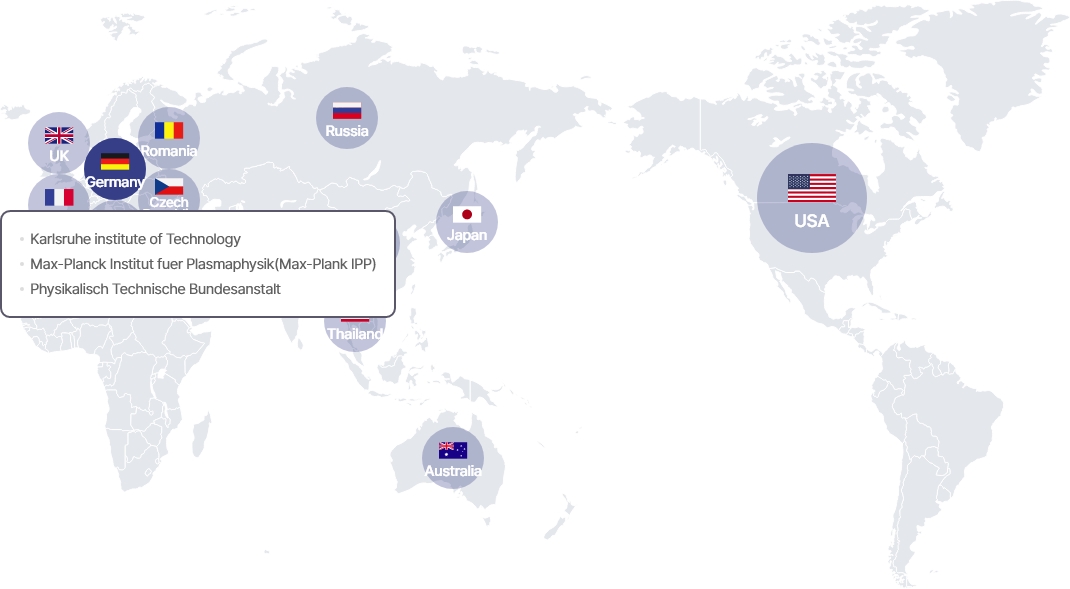 Russia
Romania
UK
Germany
Czech
USA
Japan
• Karlsruhe institute of Technology
• Max-Planck Institut fuer Plasmaphysik(Max-Plank IPP)
• Physikalisch Technische Bundesanstalt
Thailand
Australia